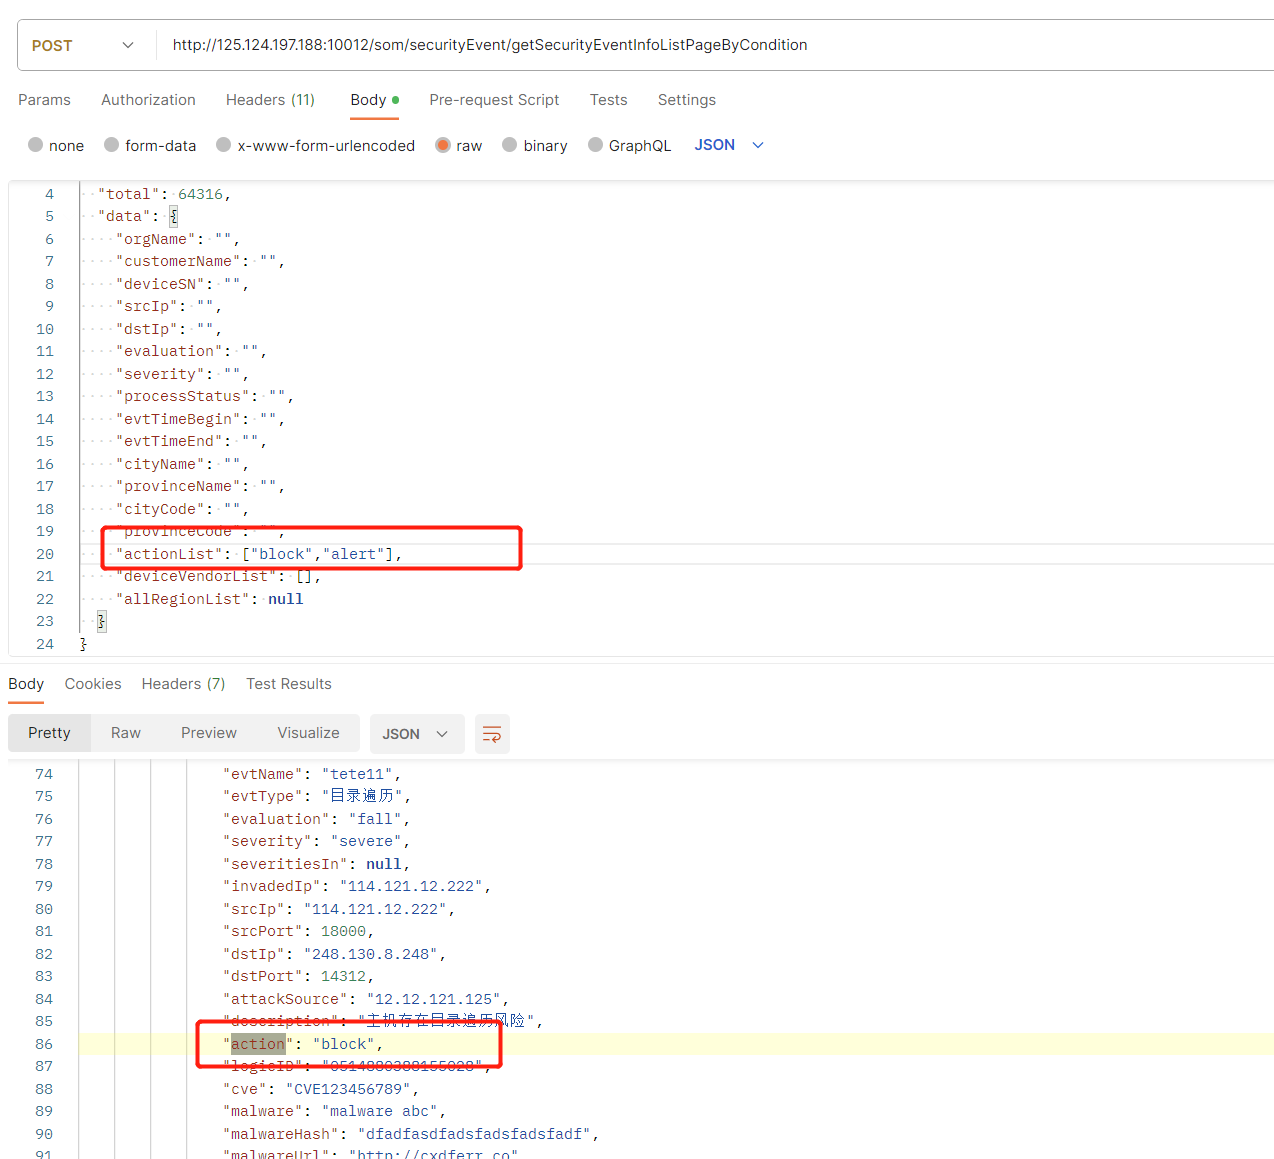 POST
http://125.124.197.188:10012/som/securityEvent/getSecurityEventInfoListPageByCondition
Params Authorization Headers (11) Body Pre-request Script Tests Settings
none form-data x-www-form-urlencoded raw binary GraphQL JSON
4 "total": 64316,
5 "data": {
6 "orgName": "",
7 "customerName": "",
8 "deviceSN": "",
9 "srcIp": "",
10 "dstIp": "",
11 "evaluation": "",
12 "severity": "",
13 "processStatus": "",
14 "evtTimeBegin": "",
15 "evtTimeEnd": "",
16 "cityName": "",
17 "provinceName": "",
18 "cityCode": "",
19 "provinceCode": "",
20 "actionList": ["block","alert"],
21 "deviceVendorList": [],
22 "allRegionList": null
23 }
24 }
Body Cookies Headers (7) Test Results
Pretty Raw Preview Visualize JSON
74 "evtName": "tete11",
75 "evtType": "目录遍历",
76 "evaluation": "fall",
77 "severity": "severe",
78 "severitiesIn": null,
79 "invadedIp": "114.121.12.222",
80 "srcIp": "114.121.12.222",
81 "srcPort": 18000,
82 "dstIp": "248.130.8.248",
83 "dstPort": 14312,
84 "attackSource": "12.12.121.125",
85 "description": "主机存在目录遍历风险",
86 "action": "block",
87 "logicID": "0514880388155028",
88 "cve": "CVE123456789",
89 "malware": "malware abc",
90 "malwareHash": "dfadfasdfadsfadsfadsfadf",
91 "malwareUrl": "http://cxdferr.co"